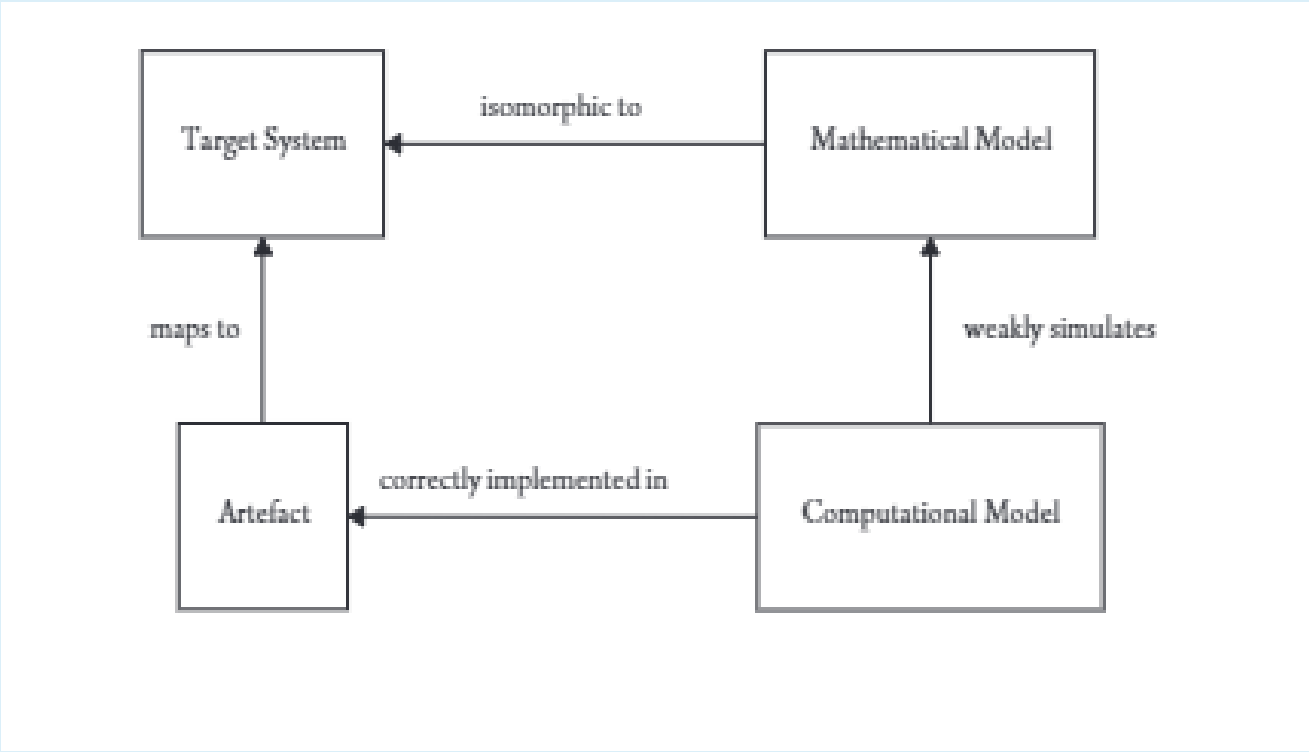 isomorphic to
Target System
Mathematical Model
maps to
weakly simulates
correctly implemented in
Artefact
Computational Model